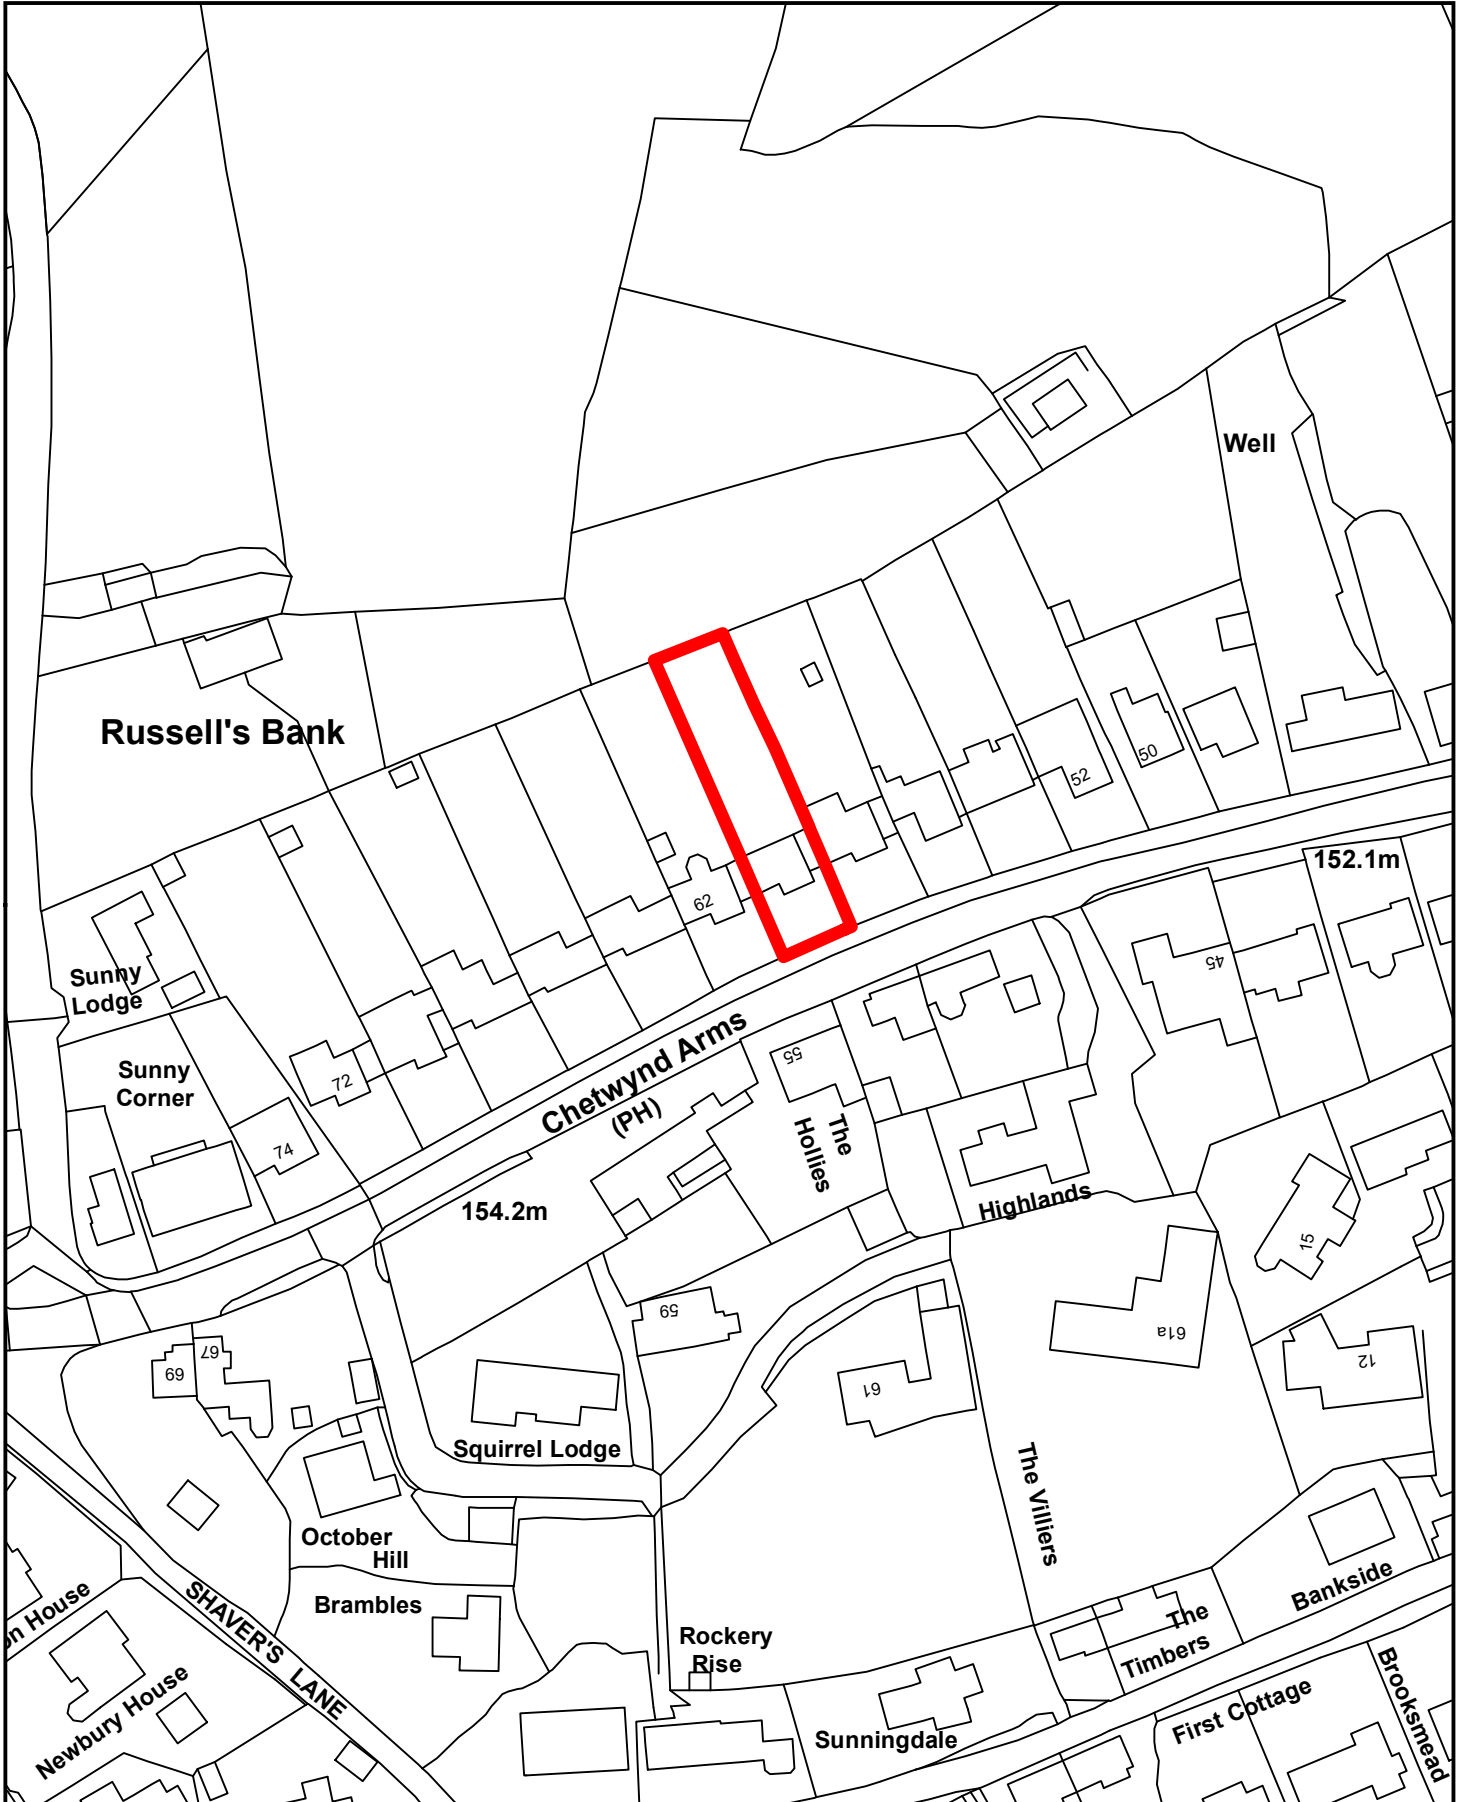 Well
Russell's Bank
52
50
152.1m
62
45
Sunny
Lodge
Chetwynd Arms
(PH)
55
Sunny
Corner
72
The
Hollies
74
154.2m
Highlands
15
59
61a
67
69
12
61
Squirrel Lodge
The Villiers
October
Hill
Brambles
Bankside
SHAVER'S LANE
on House
The
Timbers
Rockery
Rise
Newbury House
Sunningdale
First Cottage
Brooksmead